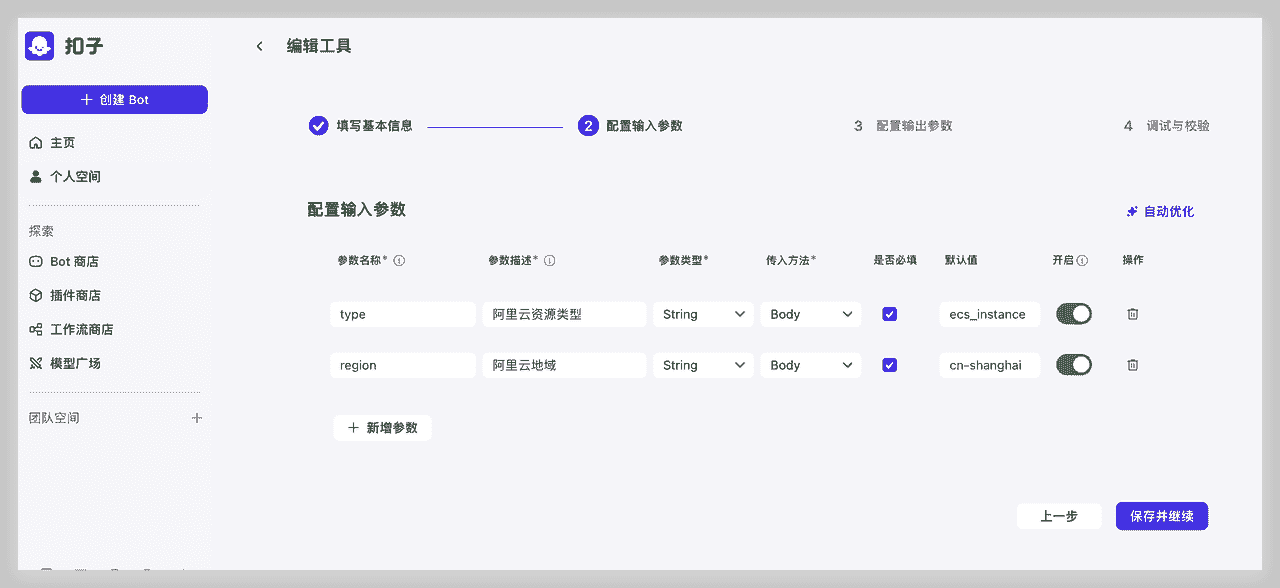 扣子
创建 Bot
主页
个人空间
探索
Bot 商店
插件商店
工作流商店
模型广场
团队空间
编辑工具
填写基本信息
2 配置输入参数
3 配置输出参数
4 调试与校验
配置输入参数
自动优化
参数名称* 参数描述* 参数类型* 传入方法* 是否必填 默认值 开启 操作
type 阿里云资源类型 String Body ecs_instance
region 阿里云地域 String Body cn-shanghai
新增参数
上一步 保存并继续